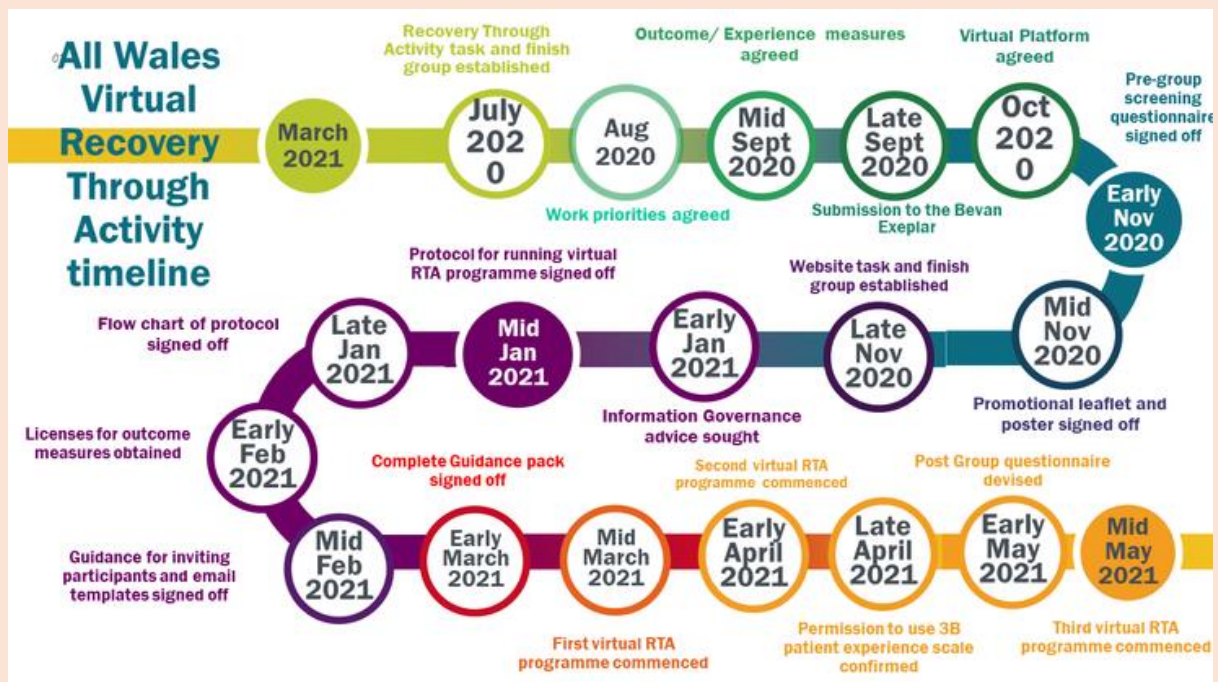 All Wales
Virtual
Recovery
Through
Activity
timeline
March
2021
Recovery Through
Activity task and finish
group established
July
202
0
Aug
2020
Work priorities agreed
Outcome/ Experience measures
agreed
Mid
Sept
2020
Late
Sept
2020
Submission to the Bevan
Exeplar
Virtual Platform
agreed
Oct
202
0
Pre-group
screening
questionnaire
signed off
Early
Nov
2020
Mid
Nov
2020
Promotional leaflet and
poster signed off
Website task and finish
group established
Late
Nov
2020
Early
Jan
2021
Information Governance
advice sought
Protocol for running virtual
RTA programme signed off
Mid
Jan
2021
Late
Jan
2021
Flow chart of protocol
signed off
Licenses for outcome
measures obtained
Early
Feb
2021
Guidance for inviting
participants and email
templates signed off
Mid
Feb
2021
Complete Guidance pack
signed off
Early
March
2021
Mid
March
2021
First virtual RTA
programme commenced
Second virtual RTA
programme commenced
Early
April
2021
Late
April
2021
Permission to use 3B
patient experience scale
confirmed
Post Group questionnaire
devised
Early
May
2021
Mid
May
2021
Third virtual RTA
programme commenced